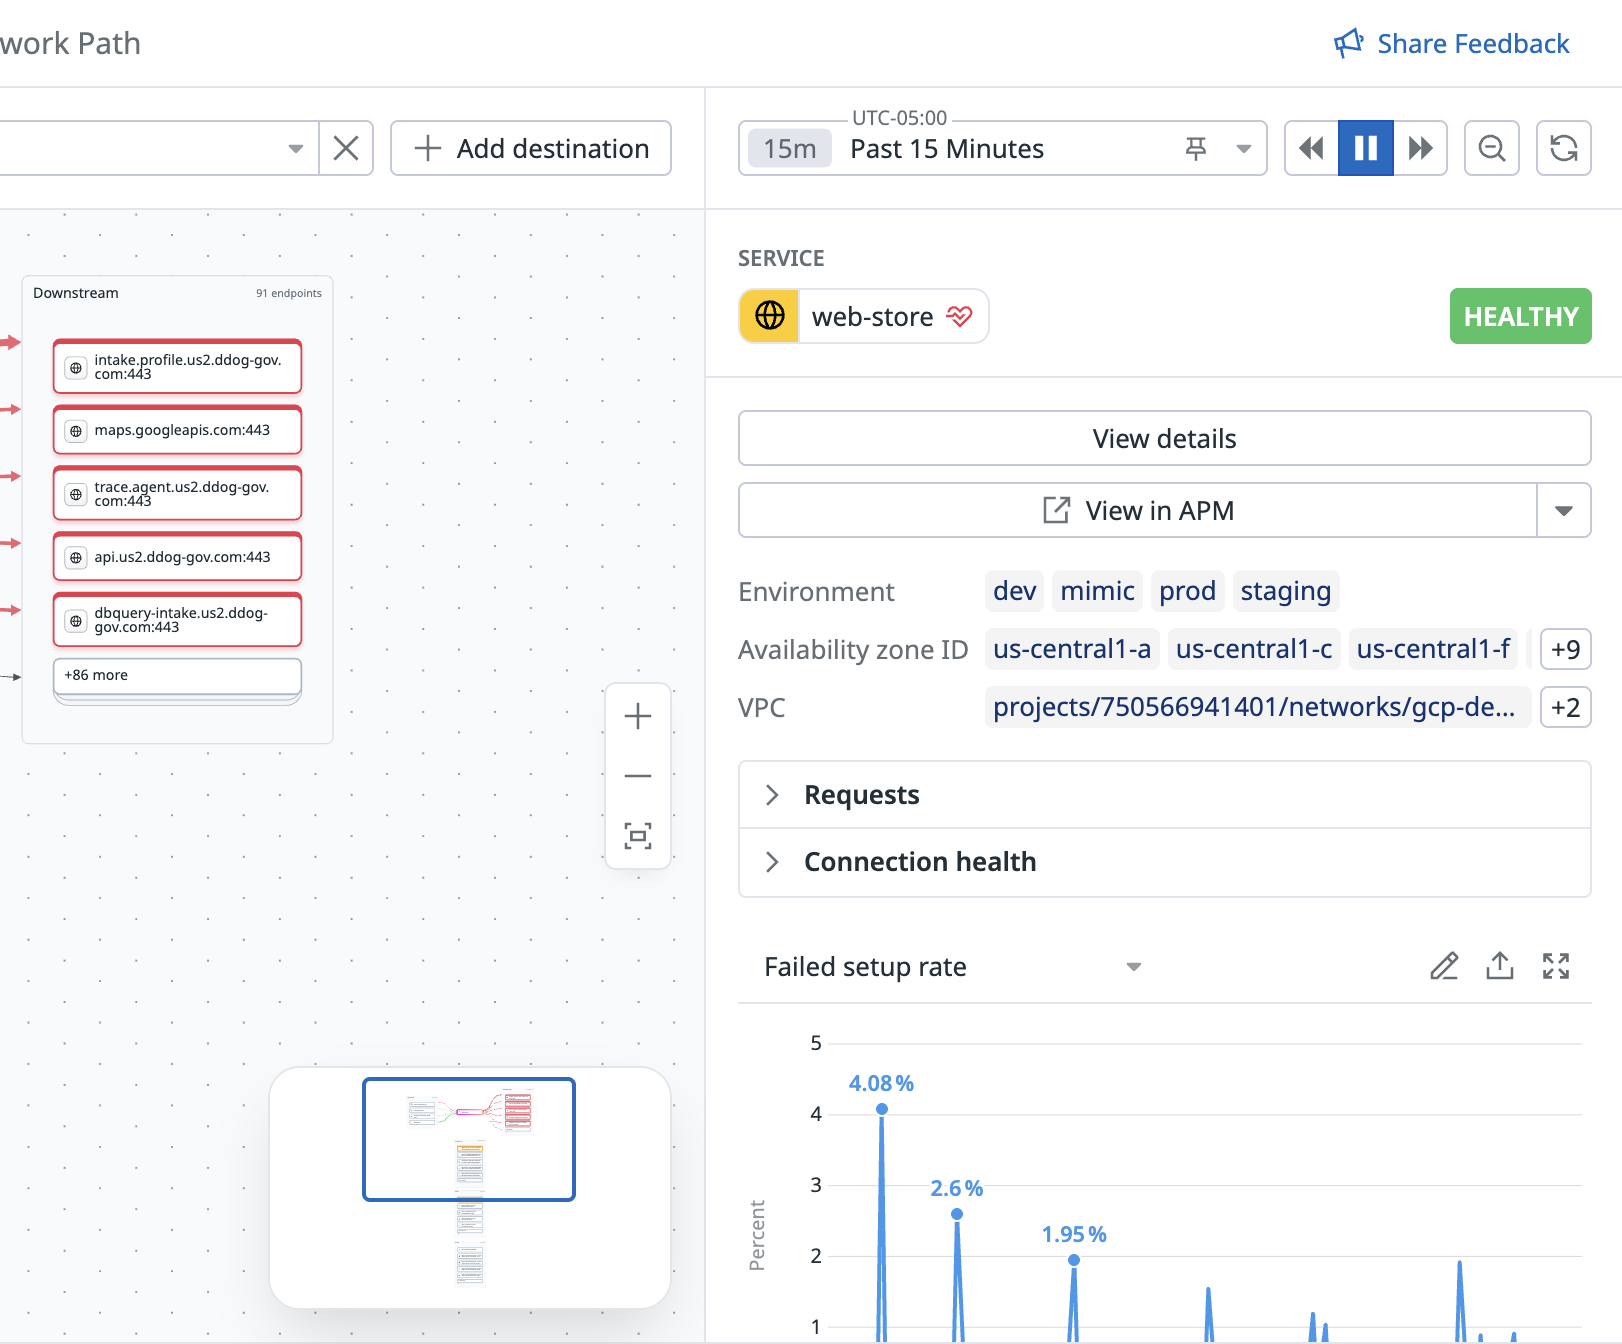 work Path
Share Feedback
Add destination
UTC-05:00
15m Past 15 Minutes
Downstream
91 endpoints
intake.profile.us2.ddog-gov.
com:443
maps.googleapis.com:443
trace.agent.us2.ddog-gov.
com:443
api.us2.ddog-gov.com:443
dbquery-intake.us2.ddog-
gov.com:443
+86 more
SERVICE
web-store
HEALTHY
View details
View in APM
Environment dev mimic prod staging
Availability zone ID us-central1-a us-central1-c us-central1-f +9
VPC projects/750566941401/networks/gcp-de... +2
Requests
Connection health
Failed setup rate
Percent
5
4
3
2
1
4.08%
2.6%
1.95%